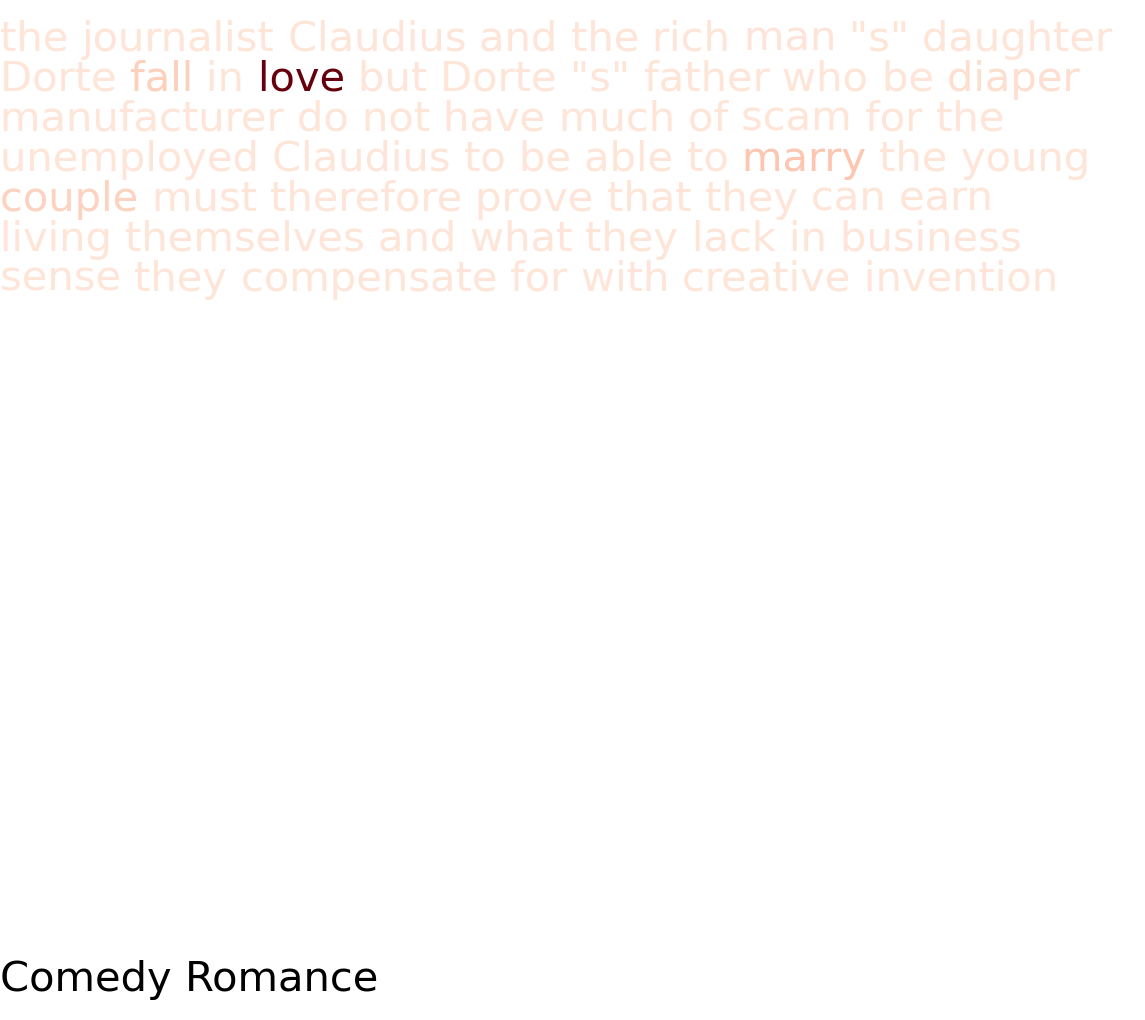 the journalist Claudius and the rich man "s" daughter
Dorte fall in love but Dorte "s" father who be diaper
manufacturer do not have much of scam for the
unemployed Claudius to be able to marry the young
couple must therefore prove that they can earn
living themselves and what they lack in business
sense they compensate for with creative invention
Comedy Romance